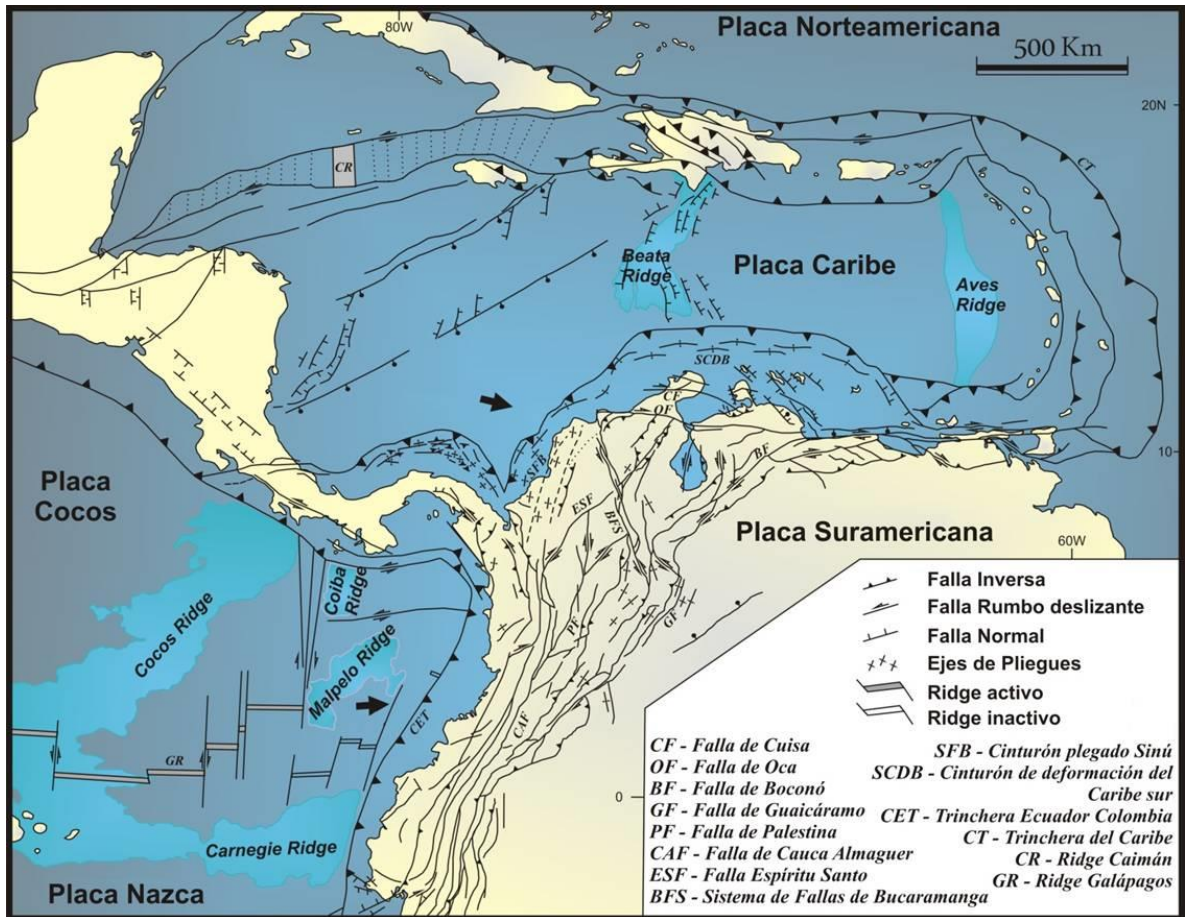 Placa Norteamericana
80W
500 Km
20N
CT
CR
Beata
Ridge
Placa Caribe
Aves
Ridge
SCDB
CF
OF
SFB
BF
10
Placa
Cocos
ESF
BFS
Placa Suramericana
60W
Coiba
Ridge
Cocos Ridge
PF
GF
Malpelo Ridge
CET
CAF
GR
0
Carnegie Ridge
Placa Nazca
Falla Inversa
Falla Rumbo deslizante
Falla Normal
Ejes de Pliegues
Ridge activo
Ridge inactivo
CF - Falla de Cuisa
OF - Falla de Oca
BF - Falla de Boconó
GF - Falla de Guaicáramo
PF - Falla de Palestina
CAF - Falla de Cauca Almaguer
ESF - Falla Espíritu Santo
BFS - Sistema de Fallas de Bucaramanga
SFB - Cinturón plegado Sinú
SCDB - Cinturón de deformación del
Caribe sur
CET - Trinchera Ecuador Colombia
CT - Trinchera del Caribe
CR - Ridge Caimán
GR - Ridge Galápagos